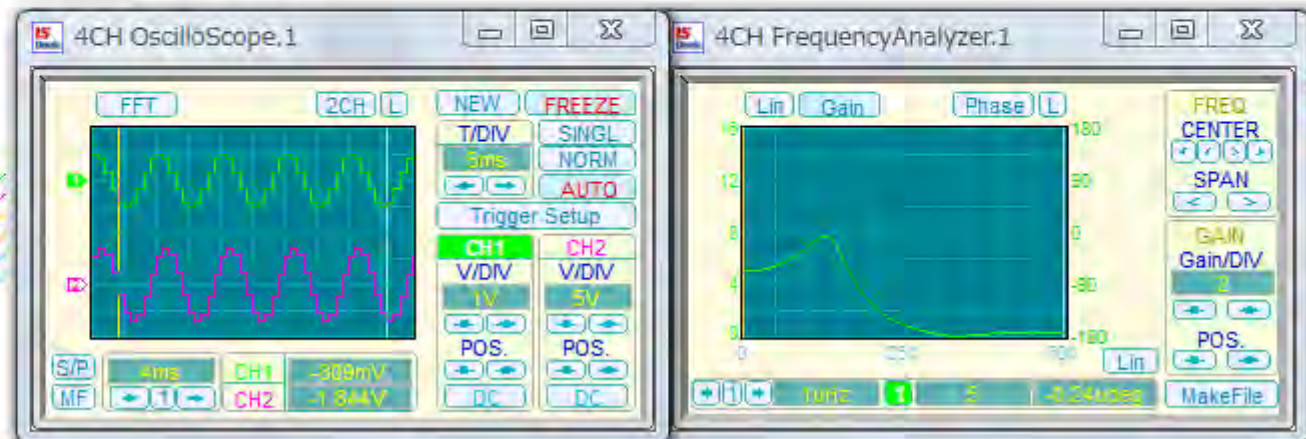 4CH OscilloScope.1
FFT
2CH L
NEW FREEZE
T/DIV SINGL
5ms NORM
AUTO
Trigger Setup
CH1 CH2
V/DIV V/DIV
1V 5V
POS. POS.
DC DC
S/P 4ms CH1 -309mV
MF 1 CH2 -1.844V
4CH FrequencyAnalyzer.1
Lin Gain Phase L
FREQ
CENTER
SPAN
GAIN
Gain/DIV
2
POS.
MakeFile
16 180
12 90
8 0
4 -90
0 -180
0 250
Lin
1 10Hz 1 5